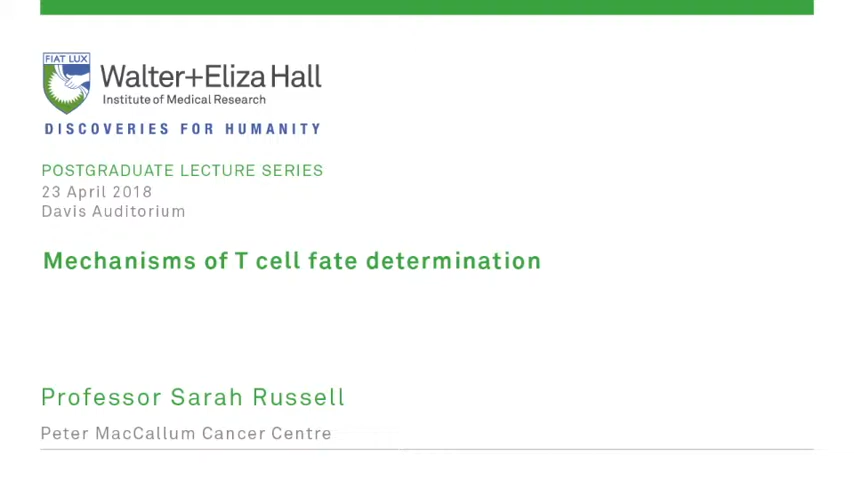 FIAT LUX
Walter+Eliza Hall
Institute of Medical Research
DISCOVERIES FOR HUMANITY
POSTGRADUATE LECTURE SERIES
23 April 2018
Davis Auditorium
Mechanisms of T cell fate determination
Professor Sarah Russell
Peter MacCallum Cancer Centre